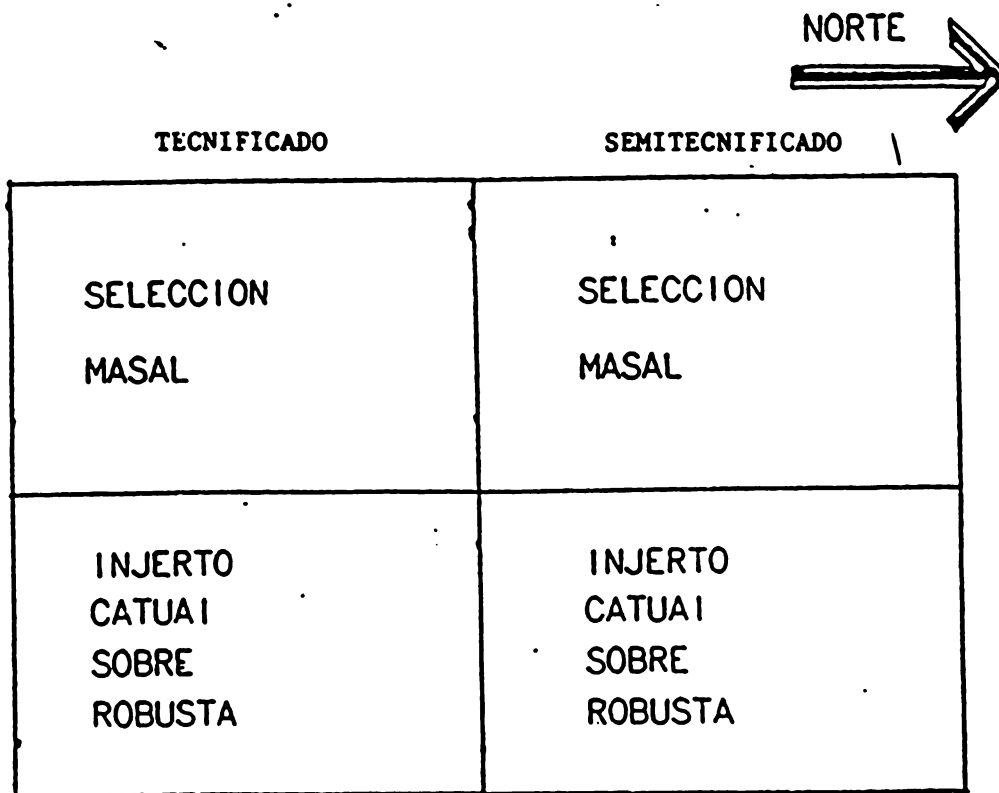 NORTE
TECNIFICADO
SEMITECNIFICADO
SELECCION
MASAL
SELECCION
MASAL
INJERTO
CATUAI
SOBRE
ROBUSTA
INJERTO
CATUAI
SOBRE
ROBUSTA